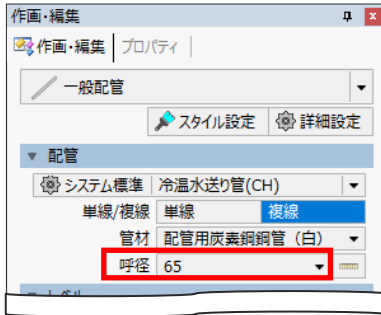 作画・編集
作画・編集 プロパティ
一般配管
スタイル設定 詳細設定
配管
システム標準 冷温水送り管(CH)
単線/複線 単線 複線
管材 配管用炭素鋼鋼管（白）
呼径 65